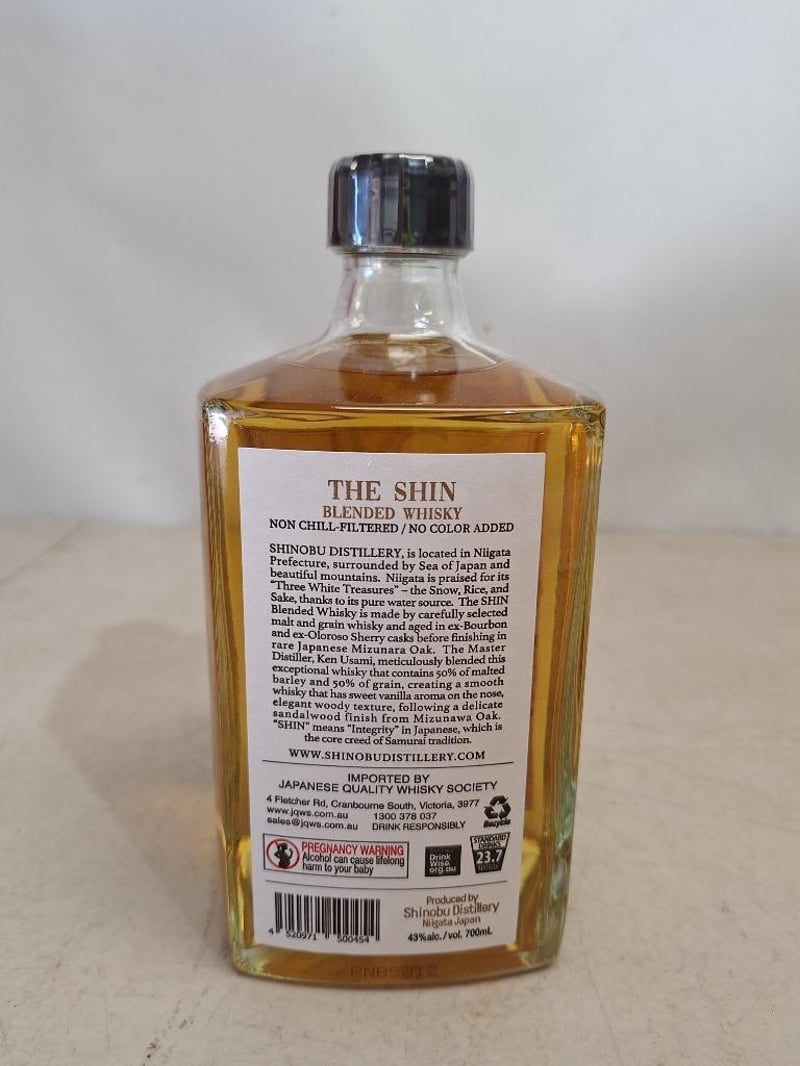 THE SHIN
BLENDED WHISKY
NON CHILL-FILTERED / NO COLOR ADDED
SHINOBU DISTILLERY, is located in Niigata
Prefecture, surrounded by Sea of Japan and
beautiful mountains. Niigata is praised for its
"Three White Treasures" – the Snow, Rice, and
Sake, thanks to its pure water source. The SHIN
Blended Whisky is made by carefully selected
malt and grain whisky and aged in ex-Bourbon
and ex-Oloroso Sherry casks before finishing in
rare Japanese Mizunara Oak. The Master
Distiller, Ken Usami, meticulously blended this
exceptional whisky that contains 50% of malted
barley and 50% of grain, creating a smooth
whisky that has sweet vanilla aroma on the nose,
elegant woody texture, following a delicate
sandalwood finish from Mizunawa Oak.
"SHIN" means "Integrity" in Japanese, which is
the core creed of Samurai tradition.
WWW.SHINOBUDISTILLERY.COM
IMPORTED BY
JAPANESE QUALITY WHISKY SOCIETY
4 Fletcher Rd, Cranbourne South, Victoria, 3977
www.jqws.com.au 1300 378 037
sales@jqws.com.au DRINK RESPONSIBLY
Recycle
PREGNANCY WARNING
Alcohol can cause lifelong
harm to your baby
Drink
Wise.
org.au
STANDARD
DRINKS
23.7
4 520971 500454
Produced by
Shinobu Distillery
Niigata Japan
43%alc./vol. 700mL